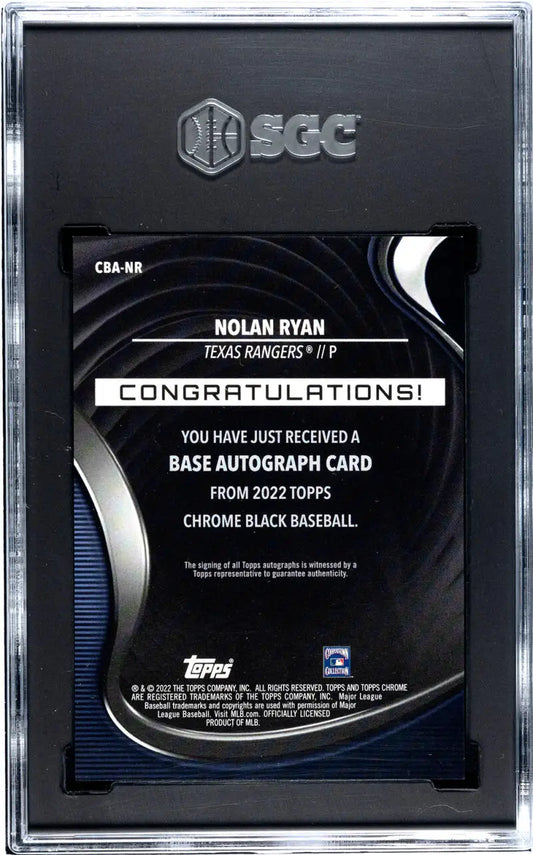 SGC
CBA-NR
NOLAN RYAN
TEXAS RANGERS® // P
CONGRATULATIONS!
YOU HAVE JUST RECEIVED A
BASE AUTOGRAPH CARD
FROM 2022 TOPPS
CHROME BLACK BASEBALL.
The signing of all Topps autographs is witnessed by a
Topps representative to guarantee authenticity.
topps®
COOPERSTOWN
COLLECTION
® & © 2022 THE TOPPS COMPANY, INC. ALL RIGHTS RESERVED. TOPPS AND TOPPS CHROME
ARE REGISTERED TRADEMARKS OF THE TOPPS COMPANY, INC. Major League
Baseball trademarks and copyrights are used with permission of Major
League Baseball. Visit MLB.com. OFFICIALLY LICENSED
PRODUCT OF MLB.